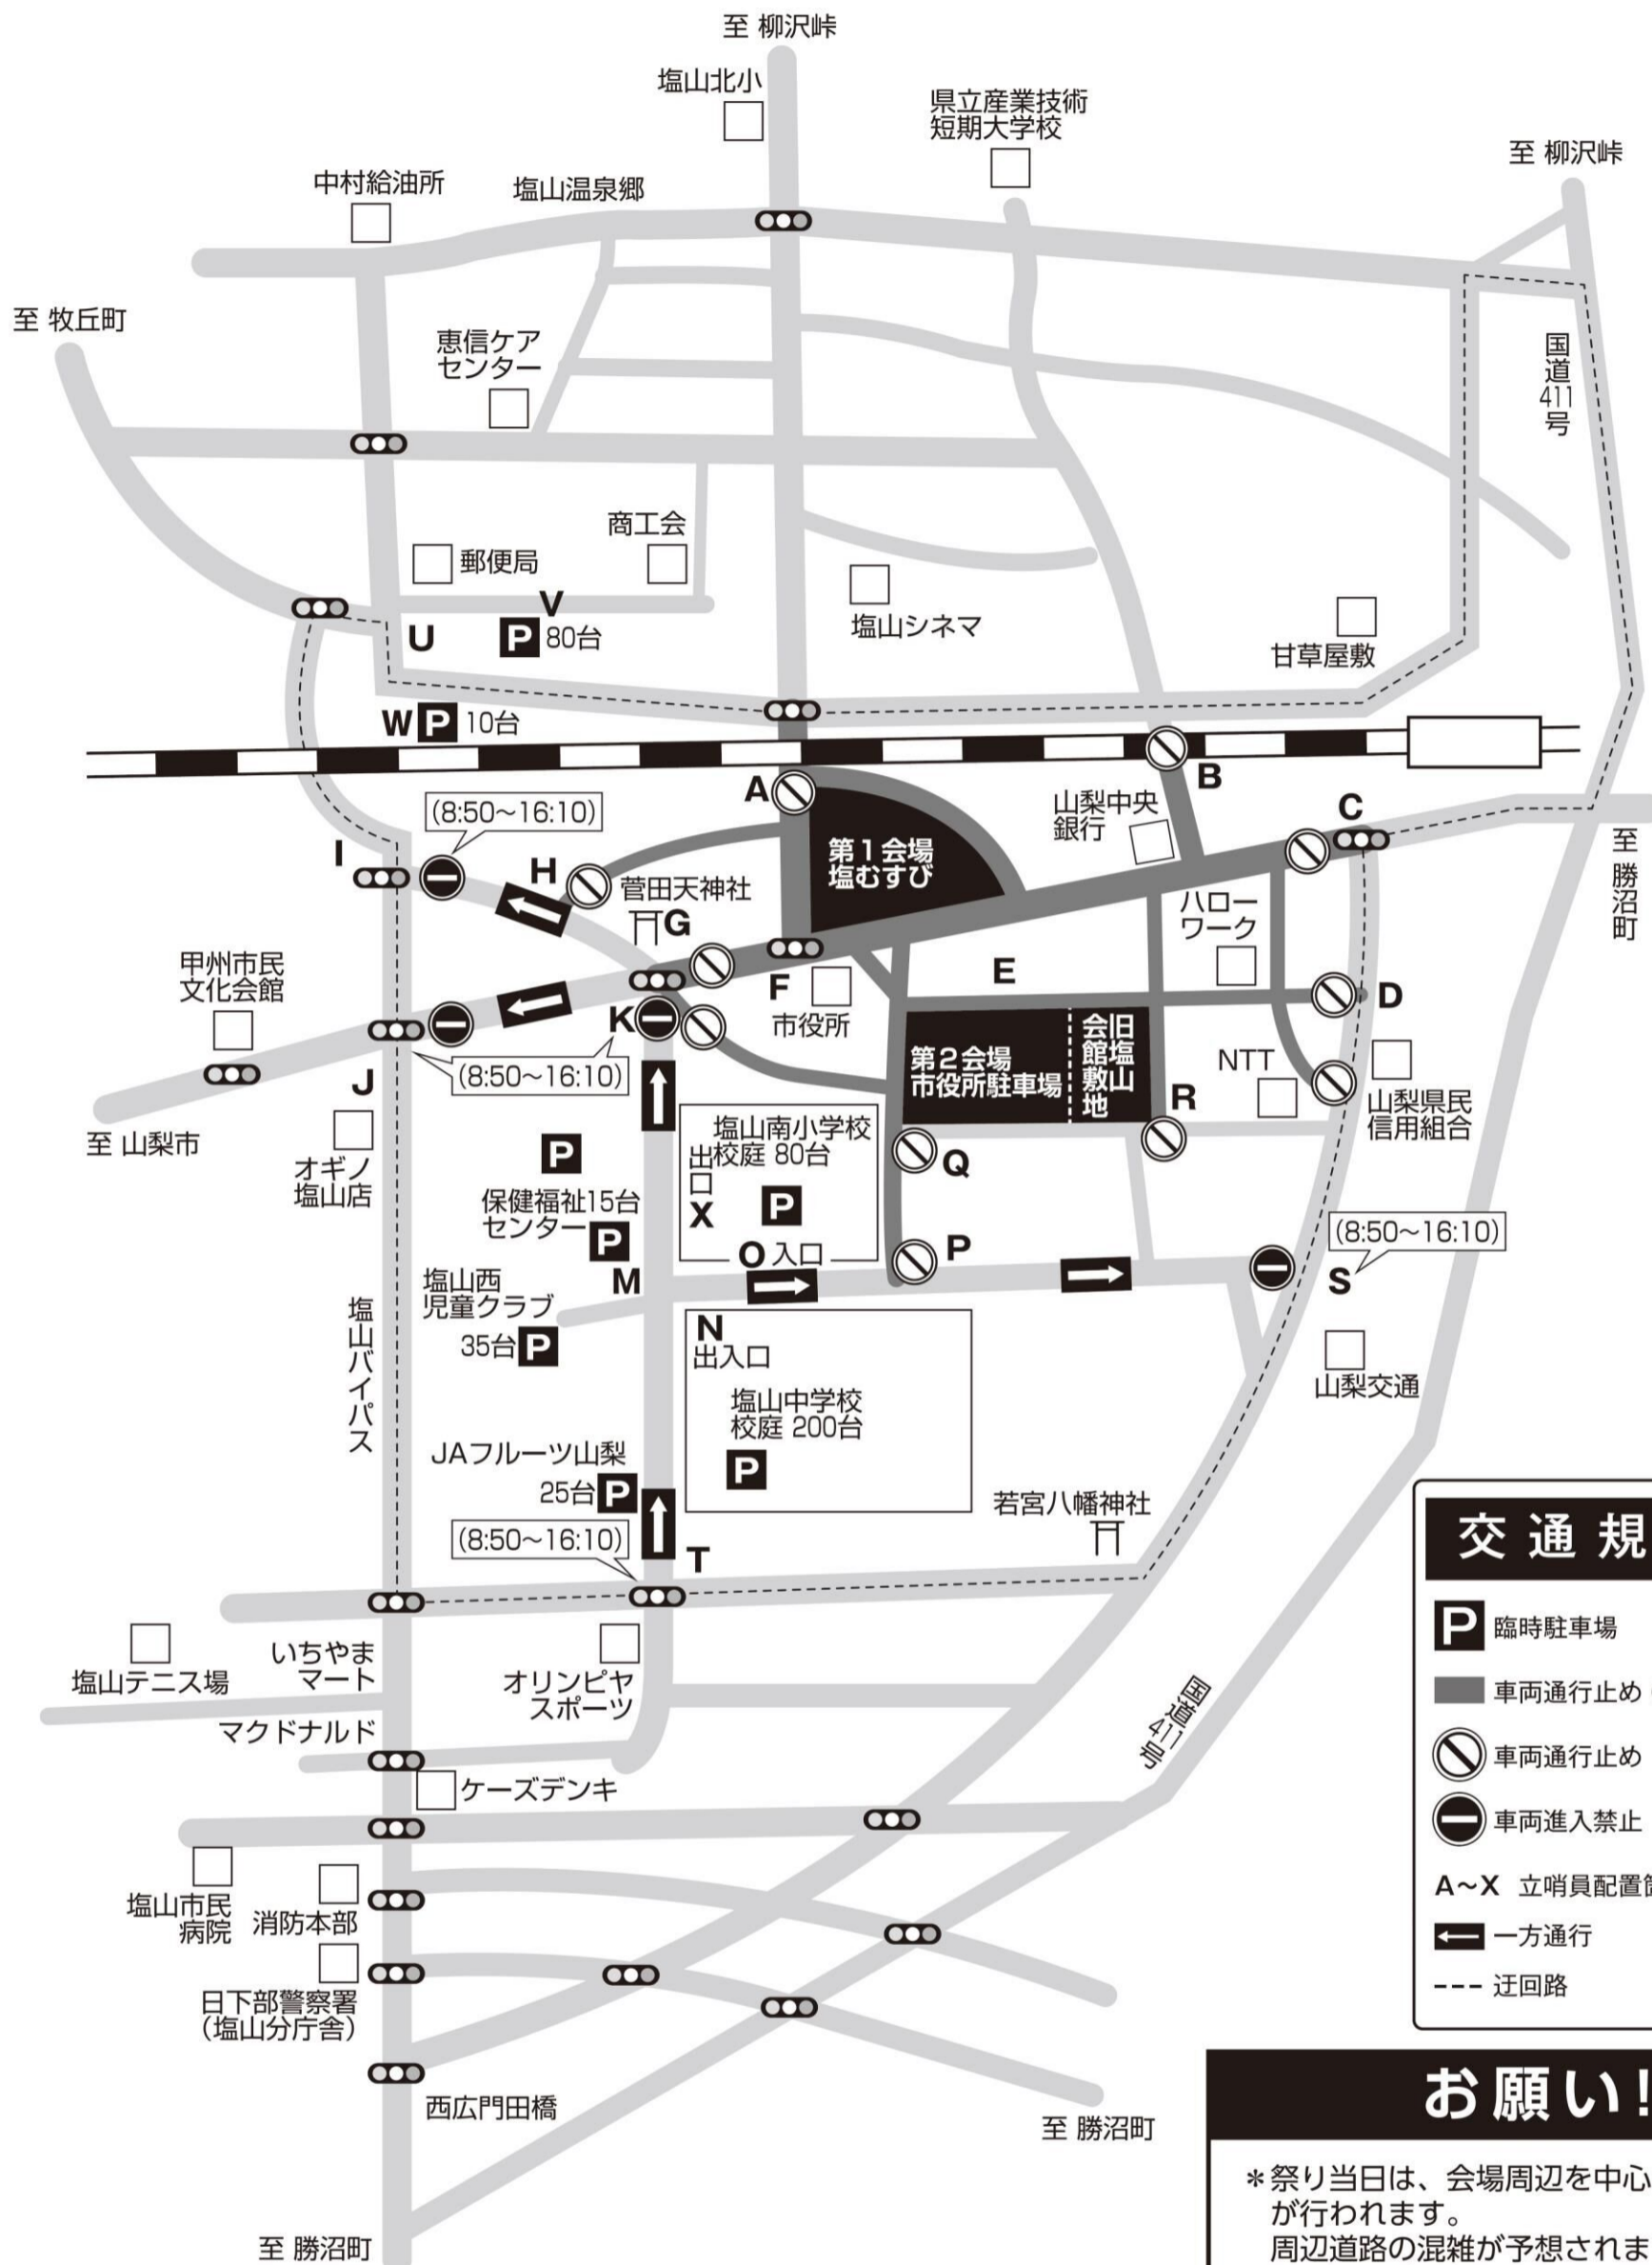 至 柳沢峠
塩山北小
県立産業技術
短期大学校
至 柳沢峠
中村給油所
塩山温泉郷
至 牧丘町
恵信ケア
センター
国道411号
商工会
郵便局
V
U
P 80台
塩山シネマ
甘草屋敷
W P 10台
A
B
(8:50〜16:10)
山梨中央
銀行
C
I
H
第1会場
塩むすび
至 勝沼町
菅田天神社
G
ハロー
ワーク
甲州市民
文化会館
E
F
D
K
市役所
旧塩山
会館敷地
第2会場
市役所駐車場
NTT
J
(8:50〜16:10)
R
山梨県民
信用組合
至 山梨市
塩山南小学校
校庭 80台
出口
X
P
オギノ
塩山店
P
Q
保健福祉15台
センター P
(8:50〜16:10)
O 入口
P
M
S
塩山西
児童クラブ
35台 P
N
出入口
塩山バイパス
山梨交通
塩山中学校
校庭 200台
P
JAフルーツ山梨
25台 P
若宮八幡神社
(8:50〜16:10)
T
交通規
P 臨時駐車場
車両通行止め
車両通行止め
車両進入禁止
A〜X 立哨員配置
一方通行
迂回路
いちやま
マート
塩山テニス場
オリンピヤ
スポーツ
マクドナルド
国道411号
ケーズデンキ
塩山市民
病院
消防本部
日下部警察署
(塩山分庁舎)
西広門田橋
至 勝沼町
至 勝沼町
お願い!
＊祭り当日は、会場周辺を中心
が行われます。
周辺道路の混雑が予想されま